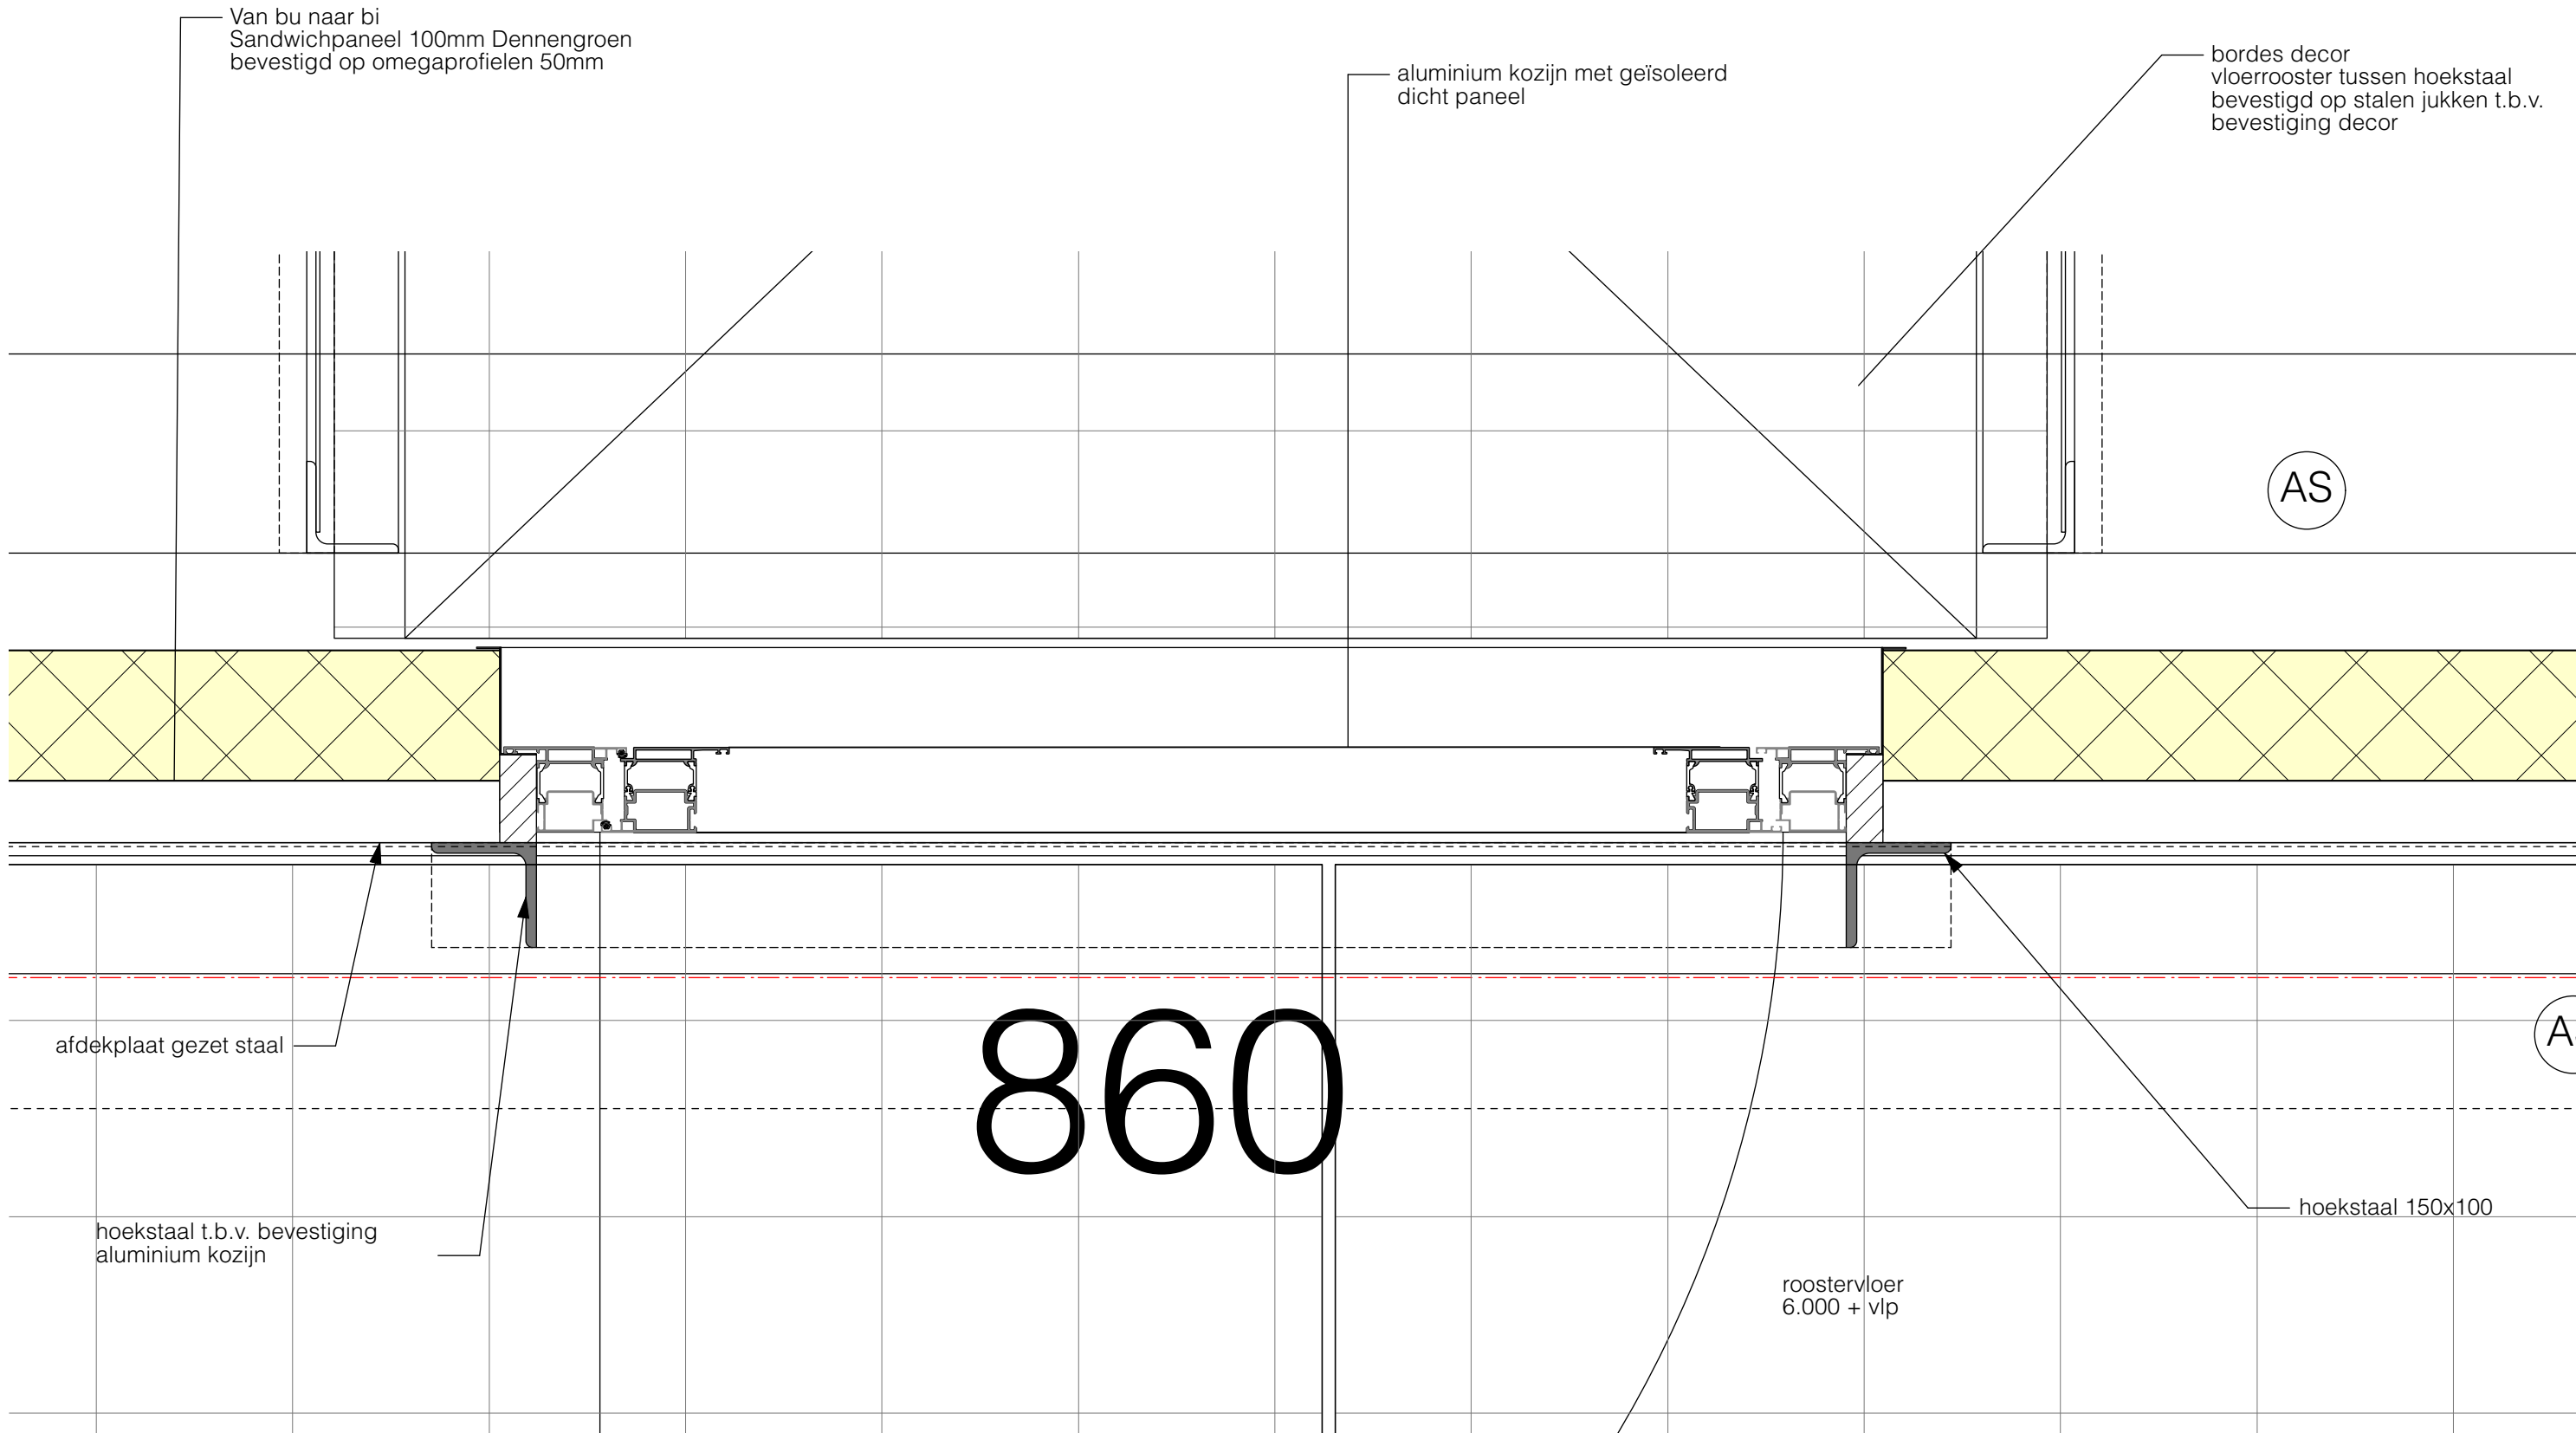 Van bu naar bi
Sandwichpaneel 100mm Dennengroen
bevestigd op omegaprofielen 50mm
aluminium kozijn met geïsoleerd
dicht paneel
bordes decor
vloerrooster tussen hoekstaal
bevestigd op stalen jukken t.b.v.
bevestiging decor
AS
860
afdekplaat gezet staal
hoekstaal t.b.v. bevestiging
aluminium kozijn
hoekstaal 150x100
roostervloer
6.000 + vlp